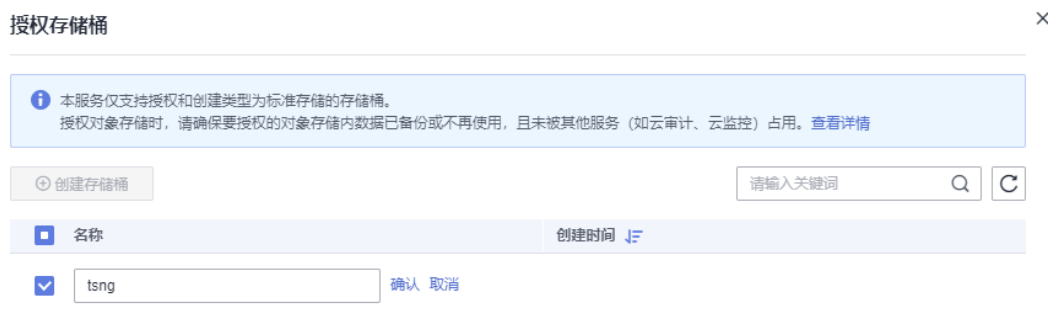 授权存储桶
本服务仅支持授权和创建类型为标准存储的存储桶。
授权对象存储时，请确保要授权的对象存储内数据已备份或不再使用，且未被其他服务（如云审计、云监控）占用。查看详情
创建存储桶
请输入关键词
名称 创建时间
tsng 确认 取消